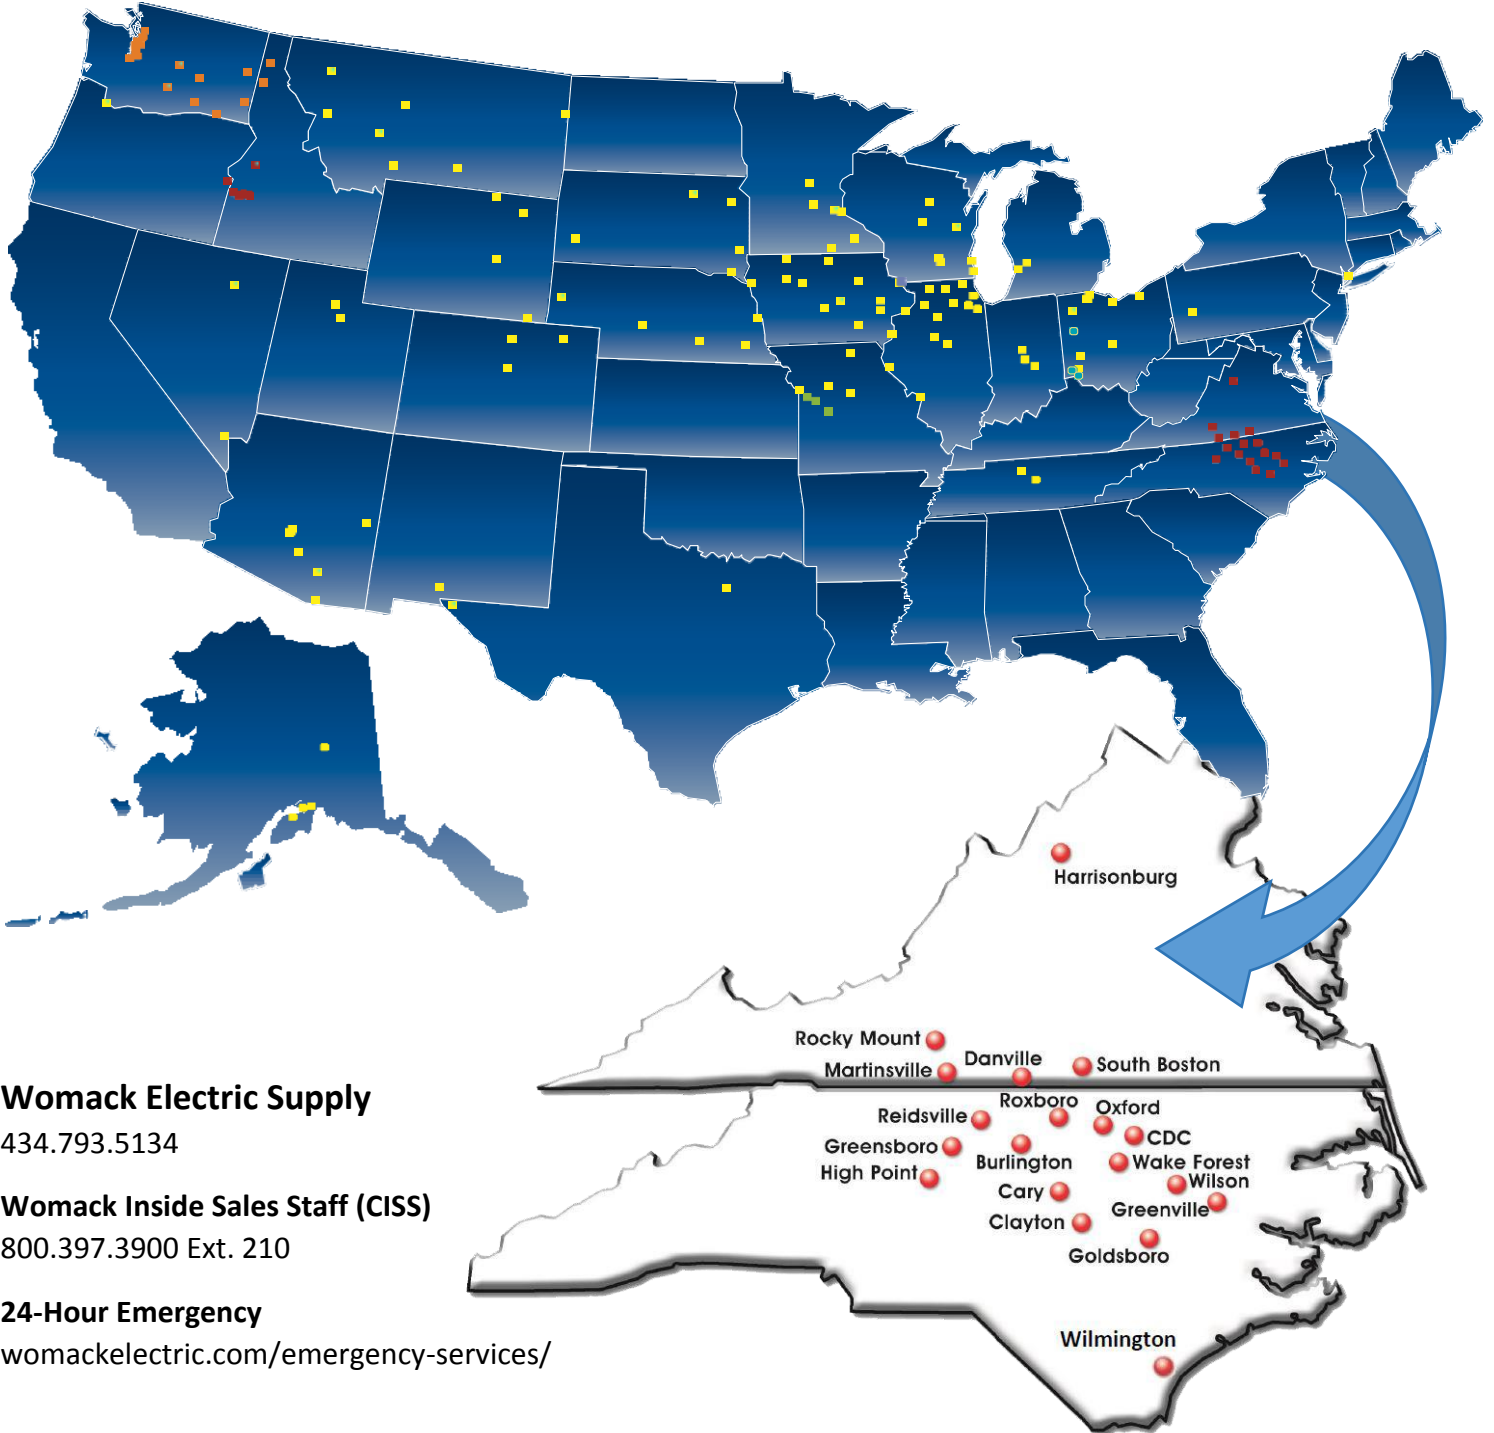 Harrisonburg
Rocky Mount
Danville
South Boston
Martinsville
Roxboro
Oxford
Reidsville
CDC
Greensboro
Burlington
Wake Forest
High Point
Wilson
Cary
Greenville
Clayton
Goldsboro
Wilmington
Womack Electric Supply
434.793.5134
Womack Inside Sales Staff (CISS)
800.397.3900 Ext. 210
24-Hour Emergency
womackelectric.com/emergency-services/